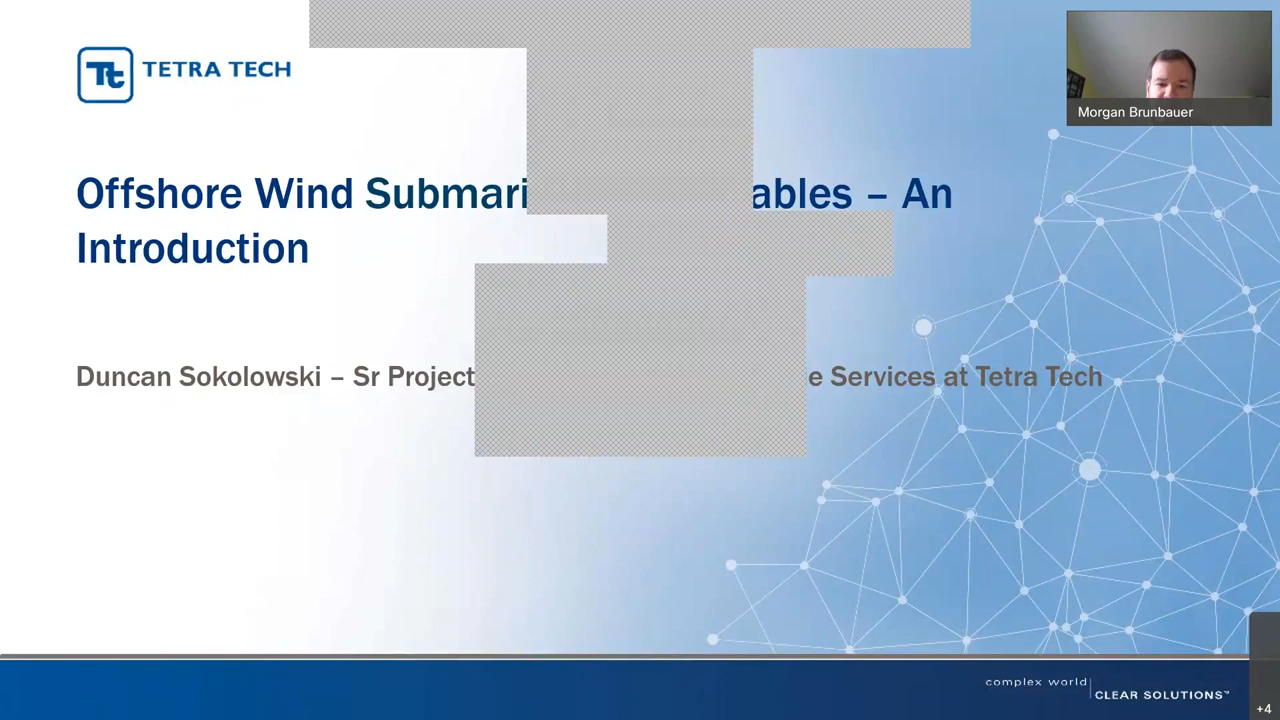 Tt TETRA TECH
Morgan Brunbauer
Offshore Wind Submari ables – An
Introduction
Duncan Sokolowski – Sr Project e Services at Tetra Tech
complex world
CLEAR SOLUTIONS™
+4